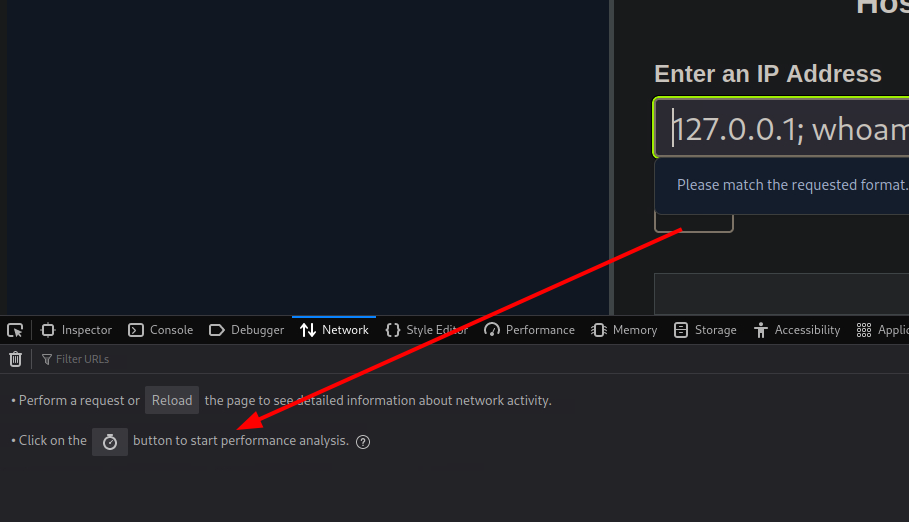 Hos
Enter an IP Address
127.0.0.1; whoam
Please match the requested format.
Inspector Console Debugger Network Style Editor Performance Memory Storage Accessibility Applic
Filter URLs
• Perform a request or Reload the page to see detailed information about network activity.
• Click on the button to start performance analysis. ?